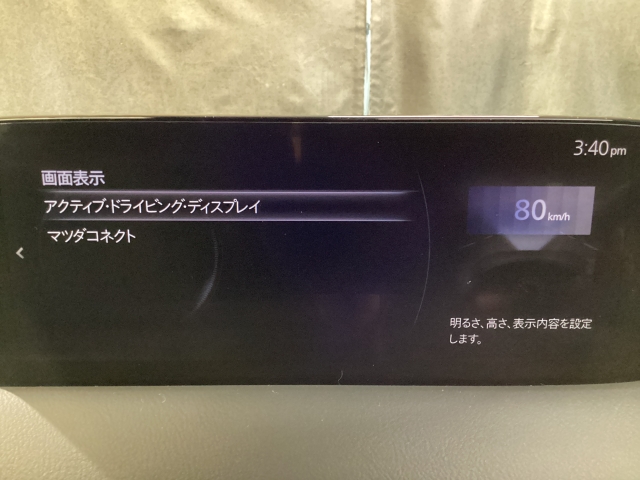 3:40pm
画面表示
アクティブ・ドライビング・ディスプレイ
80km/h
マツダコネクト
明るさ、高さ、表示内容を設定
します。